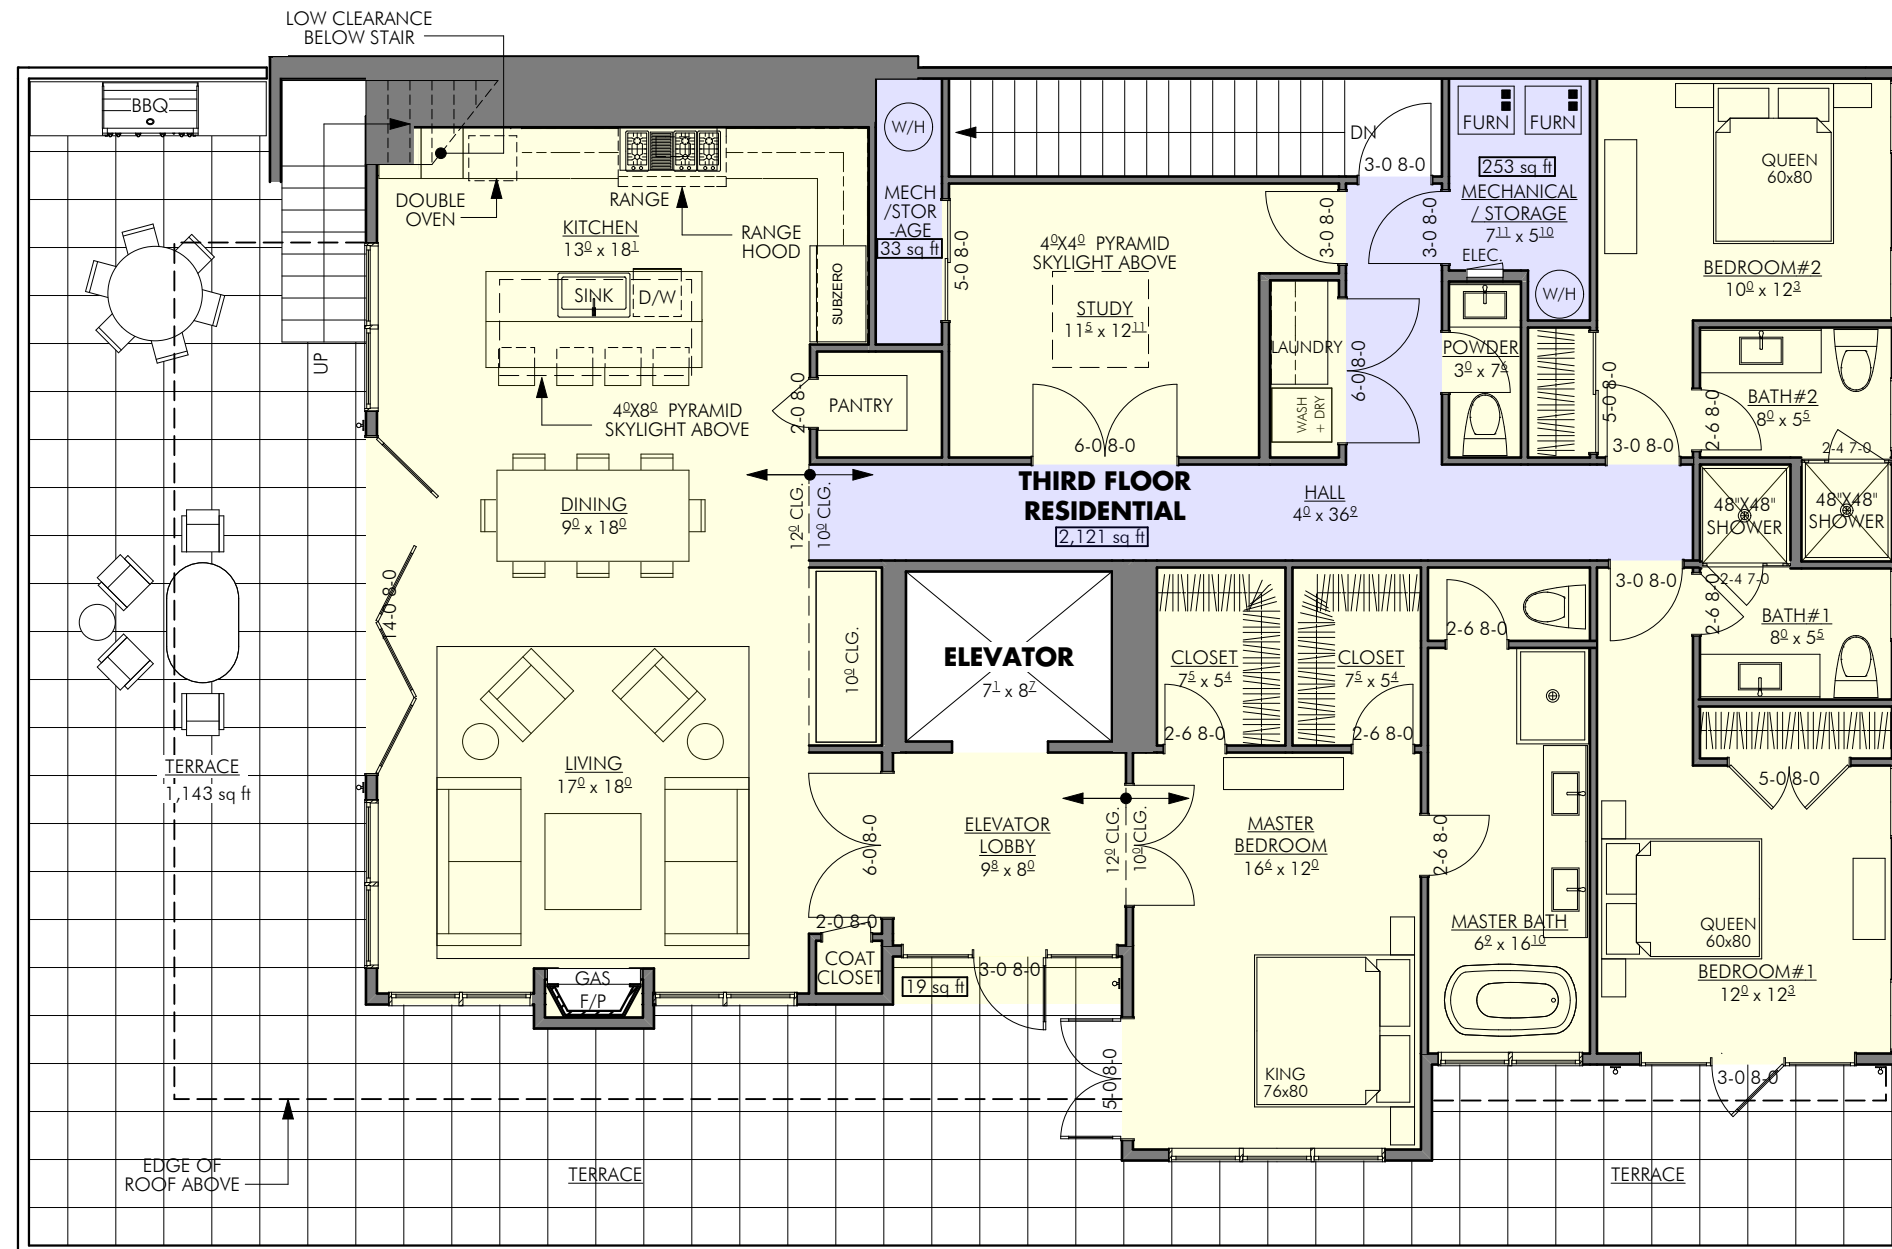 LOW CLEARANCE
BELOW STAIR
BBQ
UP
DOUBLE
OVEN
RANGE
KITCHEN
13⁰ x 18¹
RANGE
HOOD
SINK
D/W
SUBZERO
4⁰X8⁰ PYRAMID
SKYLIGHT ABOVE
2-0 8-0
PANTRY
W/H
MECH
/STOR
-AGE
33 sq ft
5-0 8-0
DN
3-0 8-0
4⁰X4⁰ PYRAMID
SKYLIGHT ABOVE
STUDY
11⁵ x 12¹¹
3-0 8-0
6-0 8-0
LAUNDRY
WASH
+ DRY
6-0 8-0
3-0 8-0
FURN
FURN
253 sq ft
MECHANICAL
/ STORAGE
7¹¹ x 5¹⁰
ELEC.
W/H
POWDER
3⁰ x 7⁶
QUEEN
60x80
BEDROOM#2
10⁰ x 12³
5-0 8-0
3-0 8-0
2-6 8-0
BATH#2
8⁰ x 5⁵
2-4 7-0
48"X48"
SHOWER
48"X48"
SHOWER
DINING
9⁰ x 18⁰
12⁰ CLG.
10⁰ CLG.
THIRD FLOOR
RESIDENTIAL
2,121 sq ft
HALL
4⁰ x 36⁹
14-0 8-0
10⁰ CLG.
ELEVATOR
7¹ x 8⁷
CLOSET
7⁵ x 5⁴
2-6 8-0
CLOSET
7⁵ x 5⁴
2-6 8-0
2-6 8-0
3-0 8-0
2-6 8-0
2-4 7-0
BATH#1
8⁰ x 5⁵
5-0 8-0
TERRACE
1,143 sq ft
LIVING
17⁰ x 18⁰
6-0 8-0
ELEVATOR
LOBBY
9⁸ x 8⁰
12⁰ CLG.
10⁰ CLG.
MASTER
BEDROOM
16⁶ x 12⁰
2-6 8-0
MASTER BATH
6⁹ x 16¹⁰
QUEEN
60x80
BEDROOM#1
12⁰ x 12³
2-0 8-0
COAT
CLOSET
GAS
F/P
19 sq ft
3-0 8-0
5-0 8-0
KING
76x80
3-0 8-0
EDGE OF
ROOF ABOVE
TERRACE
TERRACE